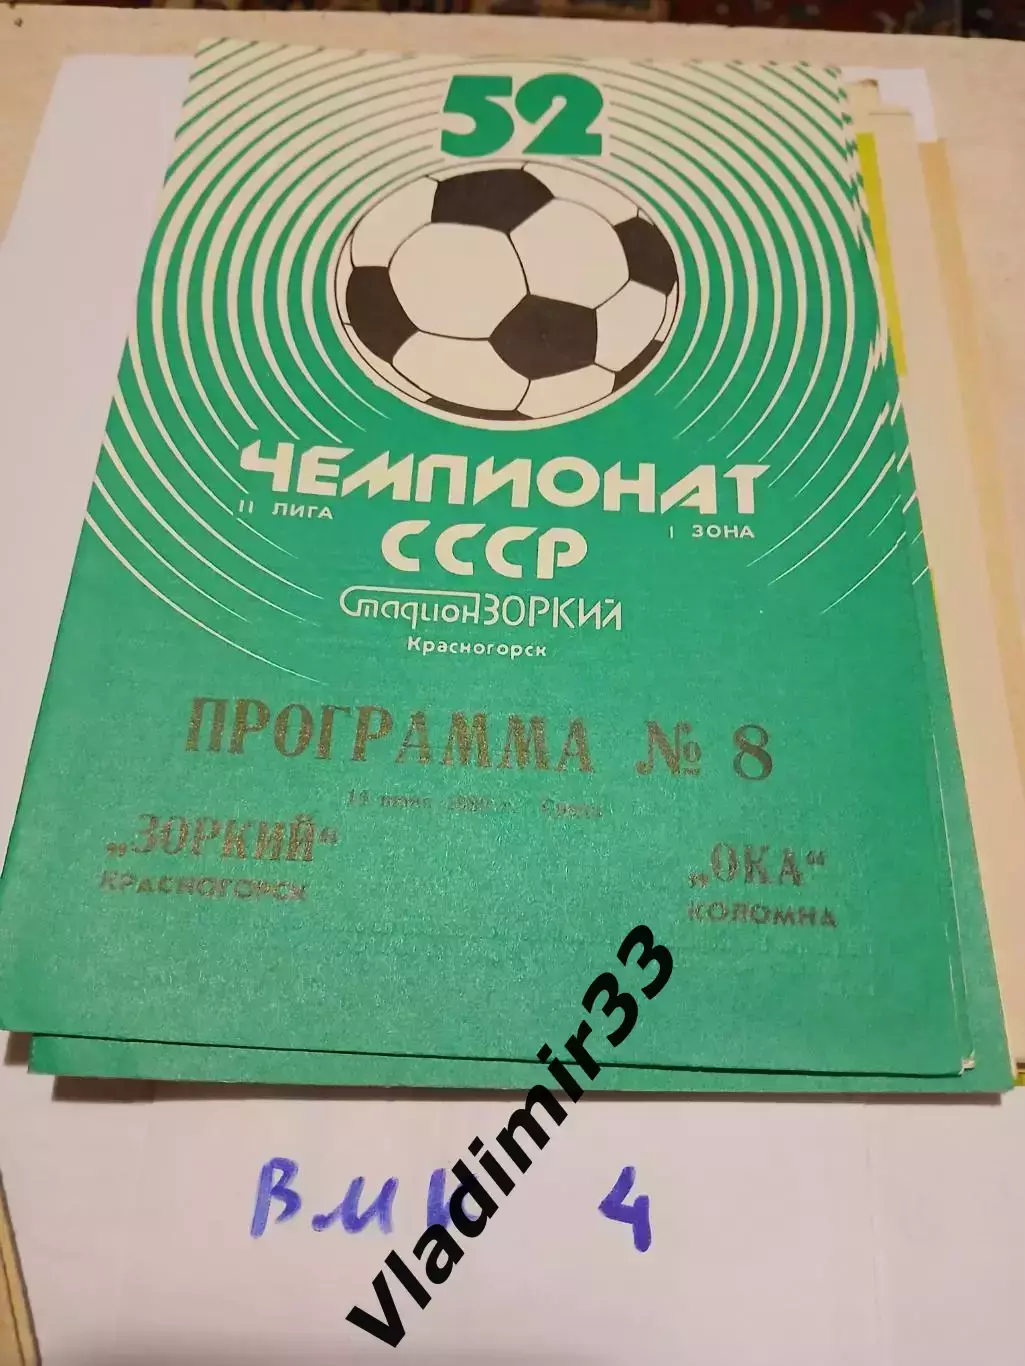 52
ЧЕМПИОНАТ
II ЛИГА
I ЗОНА
СССР
Стадион ЗОРКИЙ
Красногорск
ПРОГРАММА № 8
„ЗОРКИЙ“
КРАСНОГОРСК
„ОКА“
КОЛОМНА
vladimir33
4